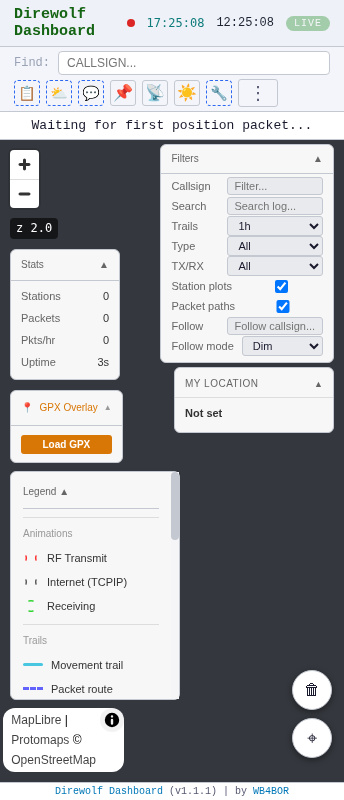 Direwolf
Dashboard
17:25:08 12:25:08 LIVE
Find: CALLSIGN...
Waiting for first position packet...
+
−
z 2.0
Filters ▲
Callsign Filter...
Search Search log...
Trails 1h
Type All
TX/RX All
Station plots
Packet paths
Follow Follow callsign...
Follow mode Dim
Stats ▲
Stations 0
Packets 0
Pkts/hr 0
Uptime 3s
MY LOCATION ▲
Not set
GPX Overlay ▲
Load GPX
Legend ▲
Animations
RF Transmit
Internet (TCPIP)
Receiving
Trails
Movement trail
Packet route
MapLibre |
Protomaps ©
OpenStreetMap
Direwolf Dashboard (v1.1.1) | by WB4BOR